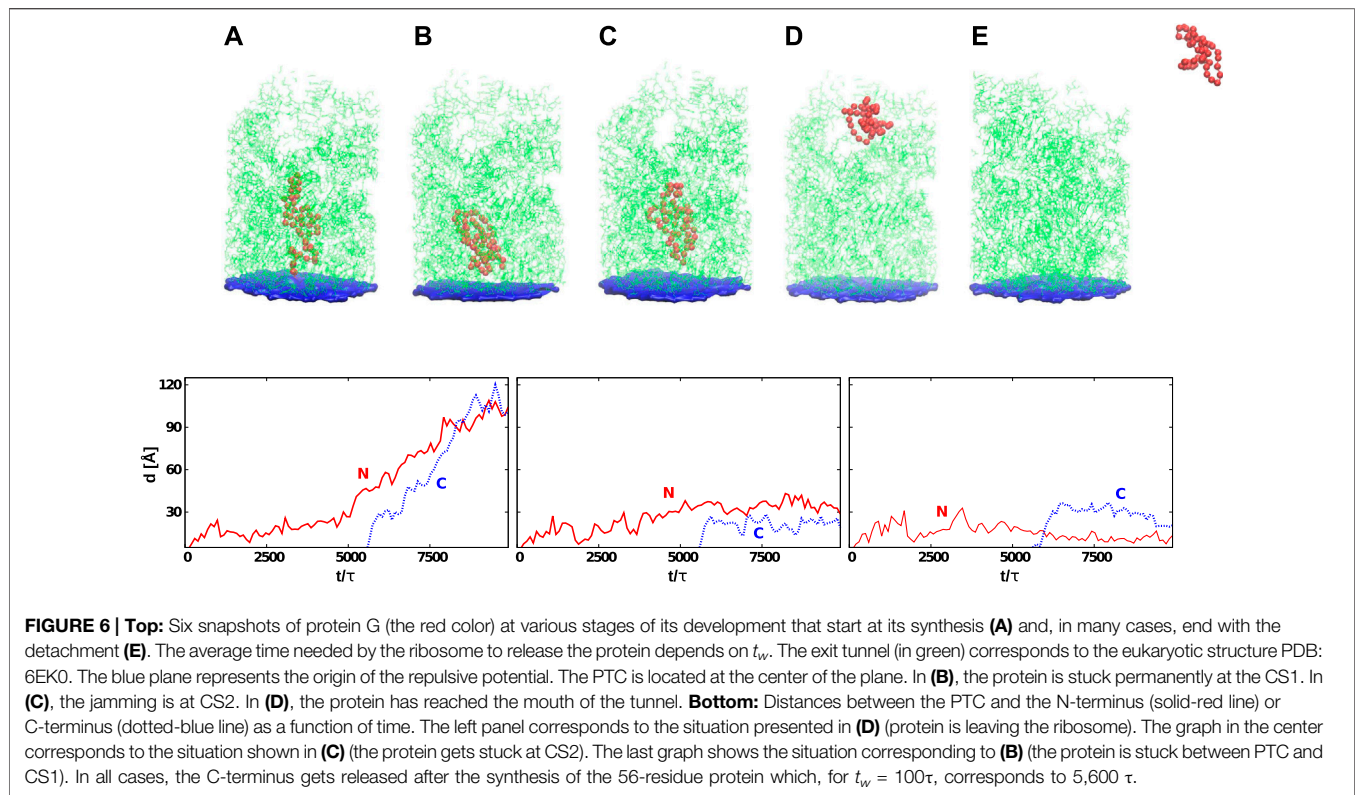 A B C D E
120
90
60
30
d [Å]
N
C
0 2500 5000 7500
t/τ
N
C
0 2500 5000 7500
t/τ
N
C
0 2500 5000 7500
t/τ
FIGURE 6 | Top: Six snapshots of protein G (the red color) at various stages of its development that start at its synthesis (A) and, in many cases, end with the
detachment (E). The average time needed by the ribosome to release the protein depends on tw. The exit tunnel (in green) corresponds to the eukaryotic structure PDB:
6EK0. The blue plane represents the origin of the repulsive potential. The PTC is located at the center of the plane. In (B), the protein is stuck permanently at the CS1. In
(C), the jamming is at CS2. In (D), the protein has reached the mouth of the tunnel. Bottom: Distances between the PTC and the N-terminus (solid-red line) or
C-terminus (dotted-blue line) as a function of time. The left panel corresponds to the situation presented in (D) (protein is leaving the ribosome). The graph in the center
corresponds to the situation shown in (C) (the protein gets stuck at CS2). The last graph shows the situation corresponding to (B) (the protein is stuck between PTC and
CS1). In all cases, the C-terminus gets released after the synthesis of the 56-residue protein which, for tw = 100τ, corresponds to 5,600 τ.